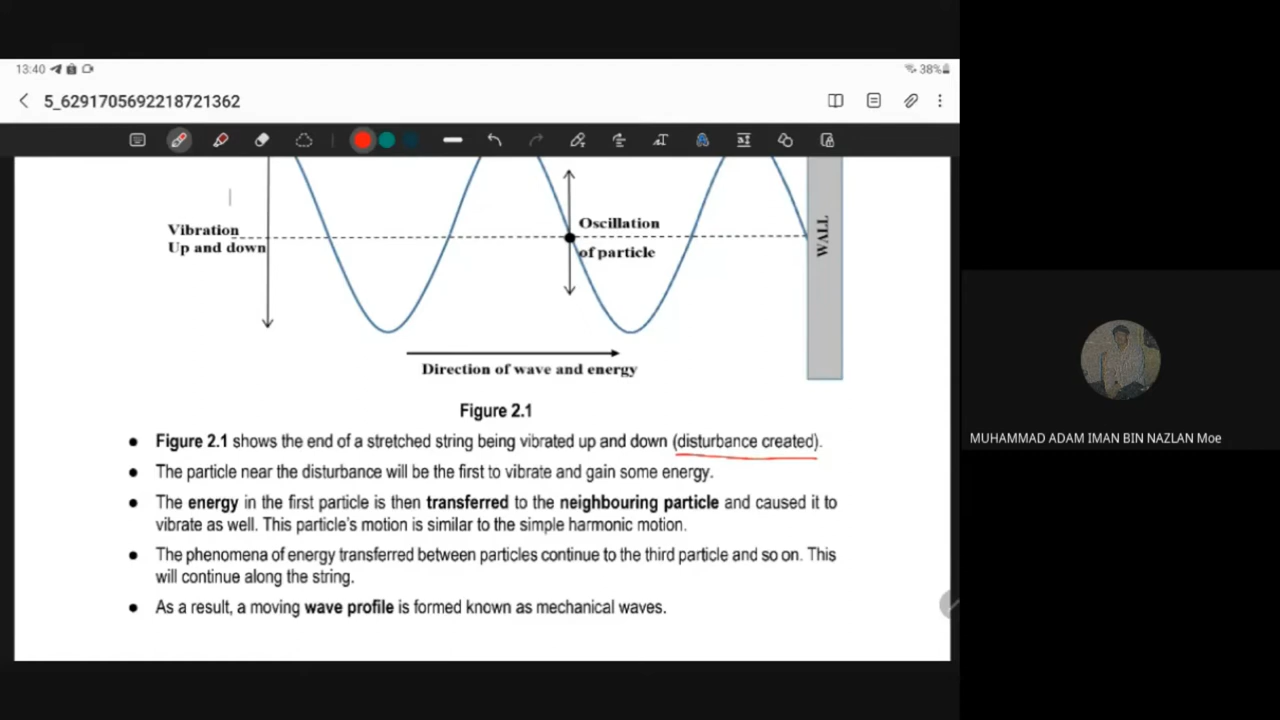 13:40
38%
5_6291705692218721362
Vibration
Up and down
Oscillation
of particle
WALL
Direction of wave and energy
Figure 2.1
● Figure 2.1 shows the end of a stretched string being vibrated up and down (disturbance created).
● The particle near the disturbance will be the first to vibrate and gain some energy.
● The energy in the first particle is then transferred to the neighbouring particle and caused it to
vibrate as well. This particle's motion is similar to the simple harmonic motion.
● The phenomena of energy transferred between particles continue to the third particle and so on. This
will continue along the string.
● As a result, a moving wave profile is formed known as mechanical waves.
MUHAMMAD ADAM IMAN BIN NAZLAN Moe